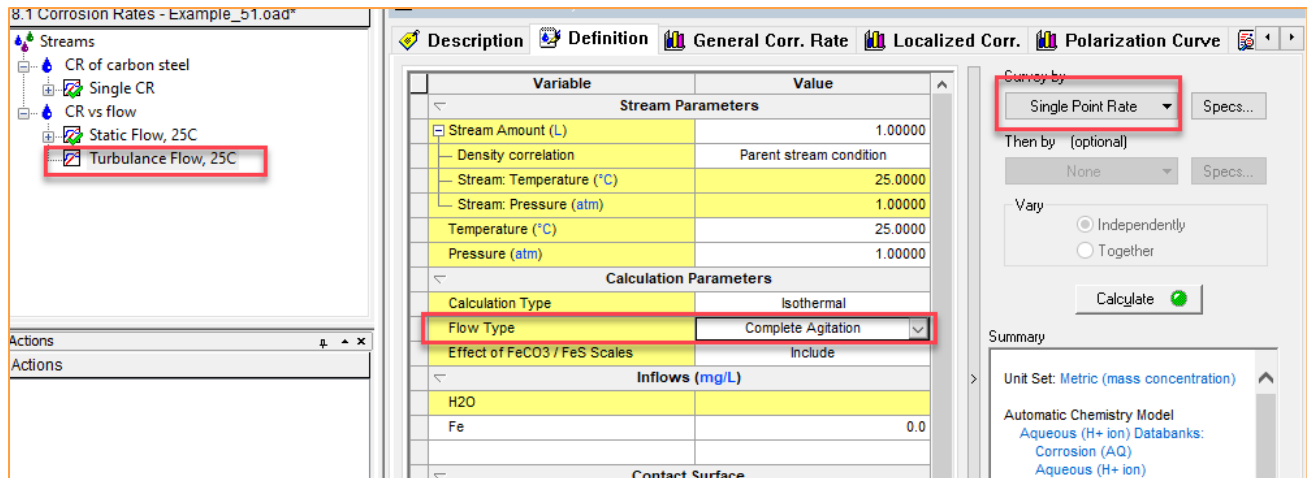 8.1 Corrosion Rates - Example_51.oad*
Streams
CR of carbon steel
Single CR
CR vs flow
Static Flow, 25C
Turbulance Flow, 25C
Actions
Actions
Description Definition General Corr. Rate Localized Corr. Polarization Curve
Variable Value
Stream Parameters
Stream Amount (L) 1.00000
Density correlation Parent stream condition
Stream: Temperature (°C) 25.0000
Stream: Pressure (atm) 1.00000
Temperature (°C) 25.0000
Pressure (atm) 1.00000
Calculation Parameters
Calculation Type Isothermal
Flow Type Complete Agitation
Effect of FeCO3 / FeS Scales Include
Inflows (mg/L)
H2O
Fe 0.0
Contact Surface
Survey by
Single Point Rate Specs...
Then by (optional)
None Specs...
Vary
Independently
Together
Calculate
Summary
Unit Set: Metric (mass concentration)
Automatic Chemistry Model
Aqueous (H+ ion) Databanks:
Corrosion (AQ)
Aqueous (H+ ion)